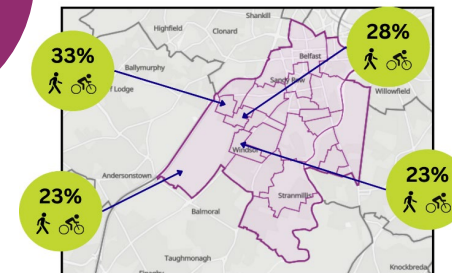 Shankill
Highfield
Clonard
33%
28%
Ballymurphy
Belfast
Lodge
Sandy Row
Willowfield
Windsor
23%
23%
Andersonstown
Stranmillis
Balmoral
Taughmonagh
Knockbreda